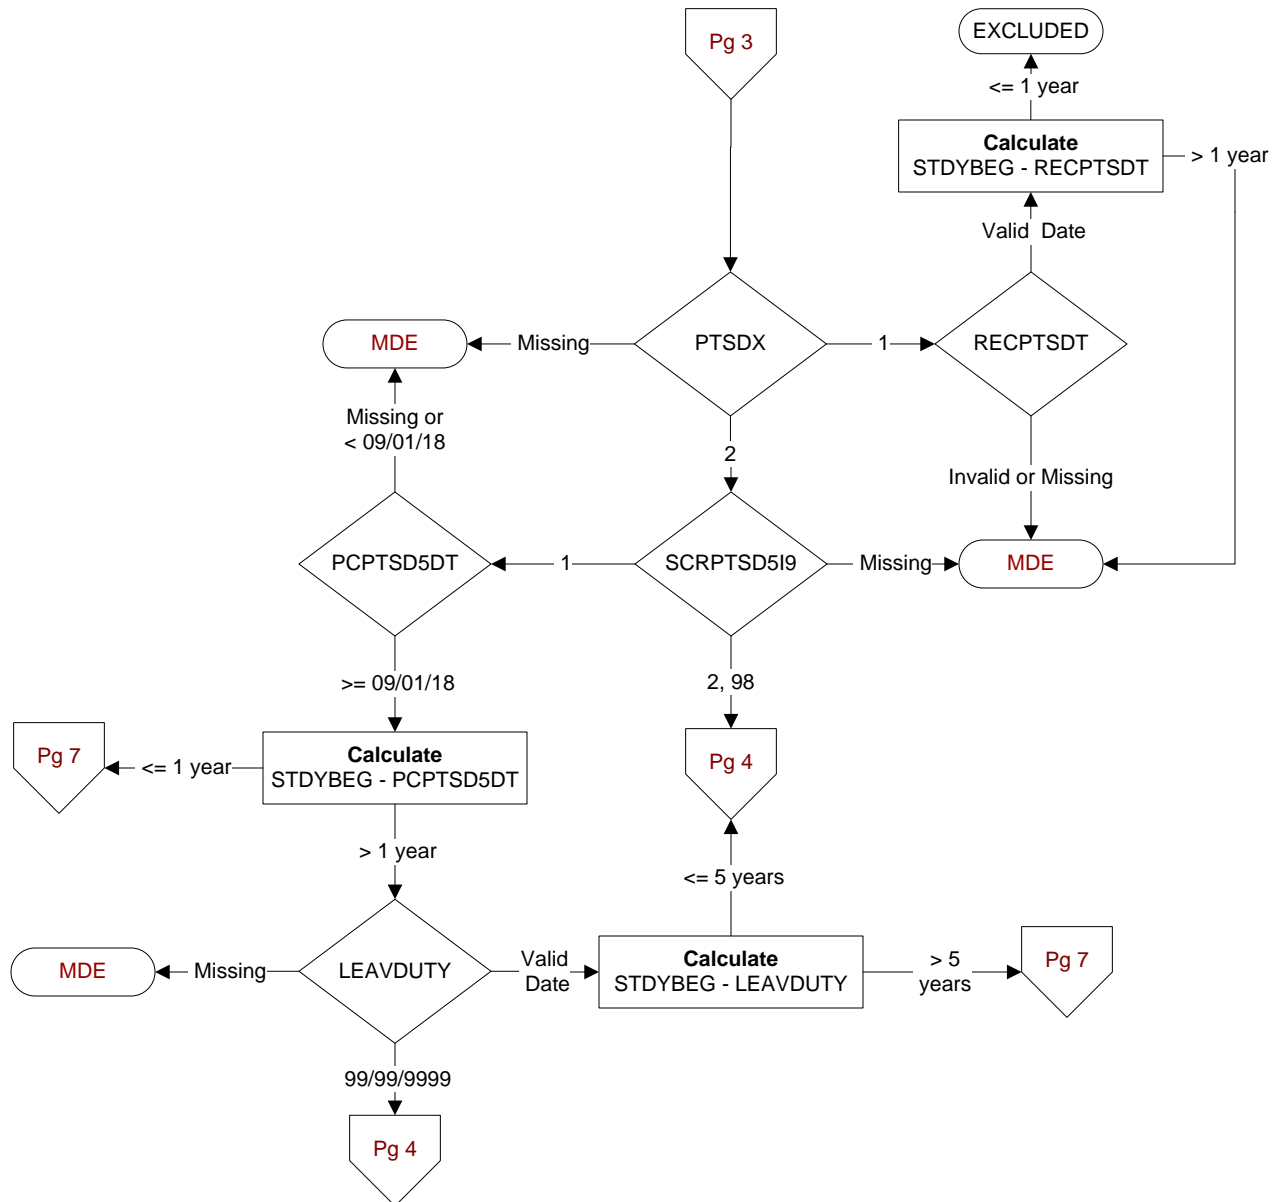 Pg 3
EXCLUDED
<= 1 year
Calculate
STDYBEG - RECPTSDT
> 1 year
Valid Date
MDE
Missing
PTSDX
1
RECPTSDT
Missing or
< 09/01/18
2
Invalid or Missing
PCPTSD5DT
1
SCRPTSD5I9
Missing
MDE
>= 09/01/18
2, 98
Pg 7
<= 1 year
Calculate
STDYBEG - PCPTSD5DT
Pg 4
> 1 year
<= 5 years
MDE
Missing
LEAVDUTY
Valid
Date
Calculate
STDYBEG - LEAVDUTY
> 5
years
Pg 7
99/99/9999
Pg 4